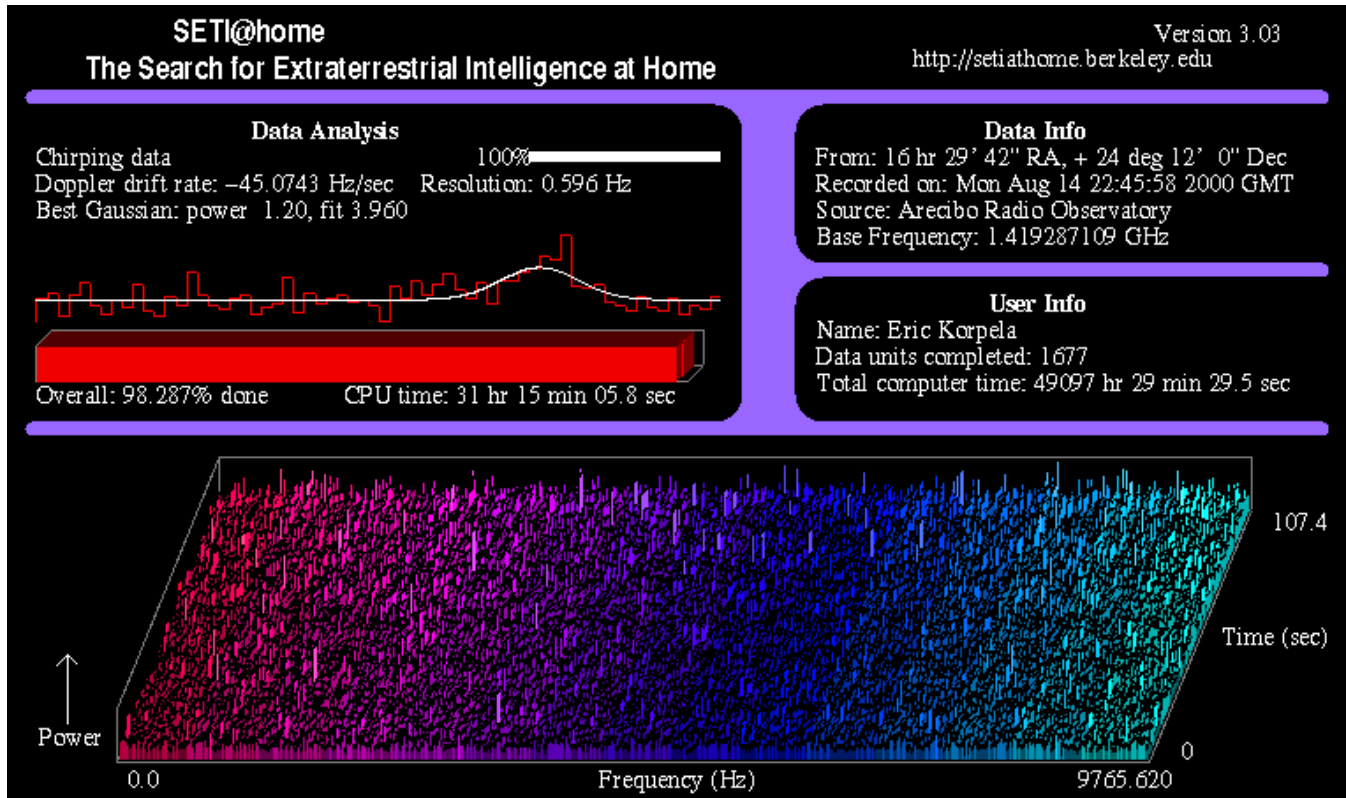 SETI@home
The Search for Extraterrestrial Intelligence at Home
Version 3.03
http://setiathome.berkeley.edu
Data Analysis
Chirping data 100%
Doppler drift rate: –45.0743 Hz/sec Resolution: 0.596 Hz
Best Gaussian: power 1.20, fit 3.960
Overall: 98.287% done CPU time: 31 hr 15 min 05.8 sec
Data Info
From: 16 hr 29' 42" RA, + 24 deg 12' 0" Dec
Recorded on: Mon Aug 14 22:45:58 2000 GMT
Source: Arecibo Radio Observatory
Base Frequency: 1.419287109 GHz
User Info
Name: Eric Korpela
Data units completed: 1677
Total computer time: 49097 hr 29 min 29.5 sec
107.4
Time (sec)
Power
0
0.0 Frequency (Hz) 9765.620